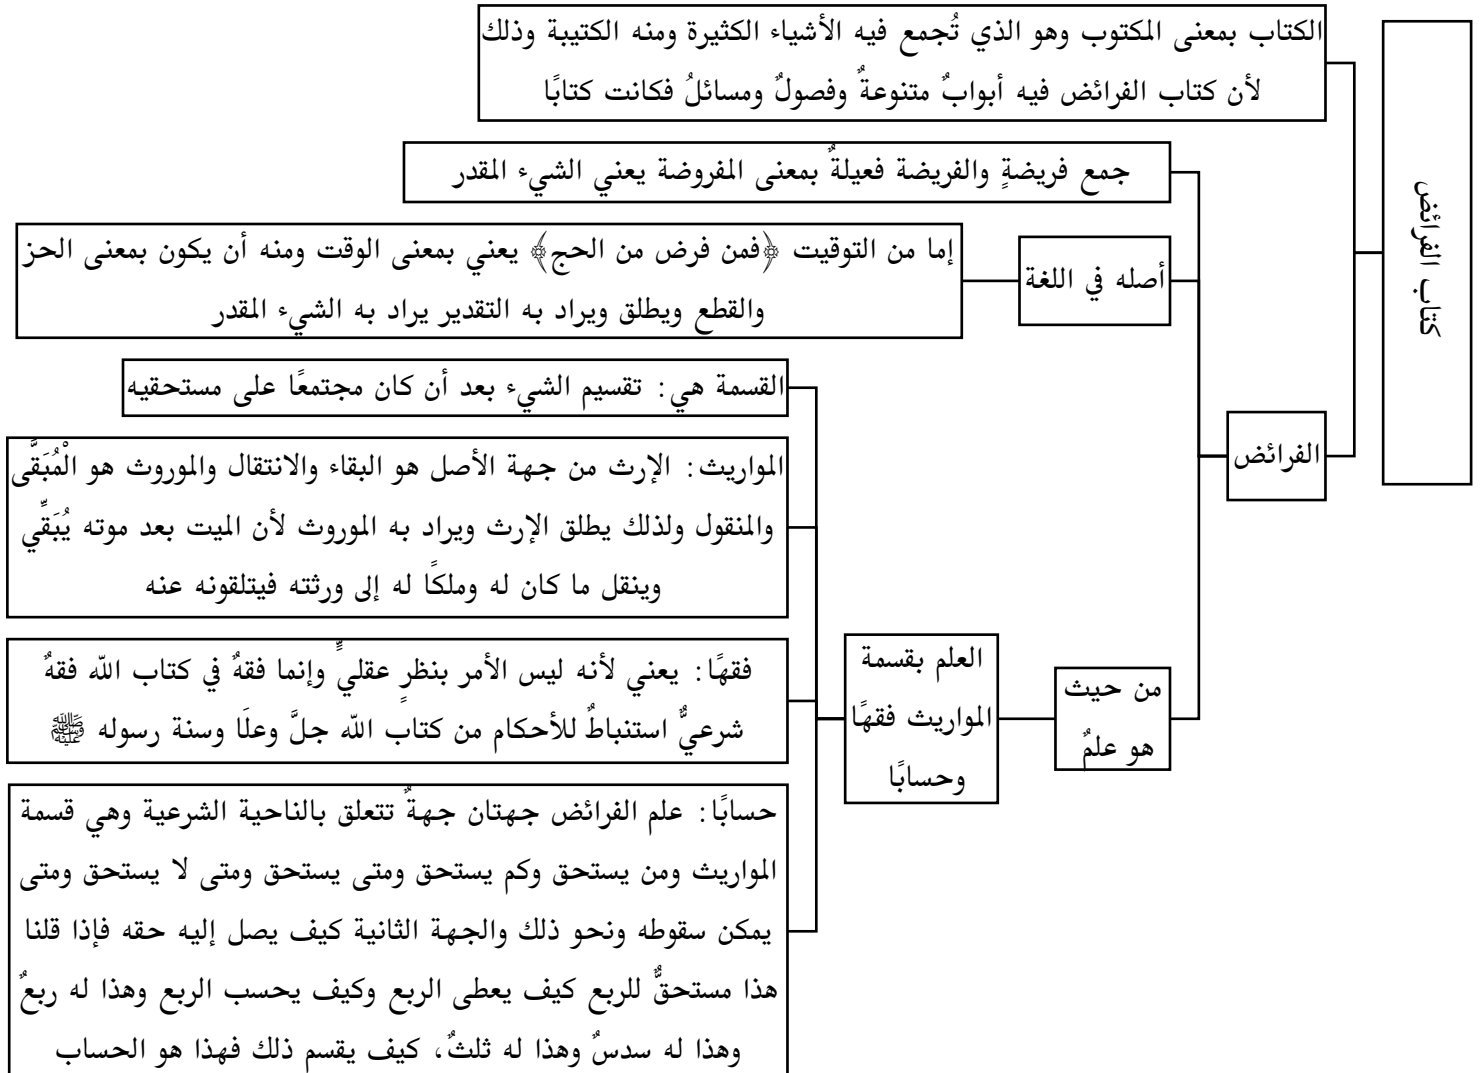 كتاب الفرائض
الكتاب بمعنى المكتوب وهو الذي تُجمع فيه الأشياء الكثيرة ومنه الكتيبة وذلك
لأن كتاب الفرائض فيه أبوابٌ متنوعةٌ وفصولٌ ومسائلُ فكانت كتابًا
الفرائض
جمع فريضةٍ والفريضة فعيلةٌ بمعنى المفروضة يعني الشيء المقدر
أصله في اللغة
إما من التوقيت ﴿فمن فرض من الحج﴾ يعني بمعنى الوقت ومنه أن يكون بمعنى الحز
والقطع ويطلق ويراد به التقدير يراد به الشيء المقدر
من حيث
هو علمٌ
العلم بقسمة
المواريث فقهًا
وحسابًا
القسمة هي: تقسيم الشيء بعد أن كان مجتمعًا على مستحقيه
المواريث: الإرث من جهة الأصل هو البقاء والانتقال والموروث هو الْمُبَقَّى
والمنقول ولذلك يطلق الإرث ويراد به الموروث لأن الميت بعد موته يُبَقِّي
وينقل ما كان له وملكًا له إلى ورثته فيتلقونه عنه
فقهًا: يعني لأنه ليس الأمر بنظرٍ عقليٍّ وإنما فقهٌ في كتاب الله فقهٌ
شرعيٌّ استنباطٌ للأحكام من كتاب الله جلَّ وعلَا وسنة رسوله ﷺ
حسابًا: علم الفرائض جهتان جهةٌ تتعلق بالناحية الشرعية وهي قسمة
المواريث ومن يستحق وكم يستحق ومتى يستحق ومتى لا يستحق ومتى
يمكن سقوطه ونحو ذلك والجهة الثانية كيف يصل إليه حقه فإذا قلنا
هذا مستحقٌّ للربع كيف يعطى الربع وكيف يحسب الربع وهذا له ربعٌ
وهذا له سدسٌ وهذا له ثلثٌ، كيف يقسم ذلك فهذا هو الحساب